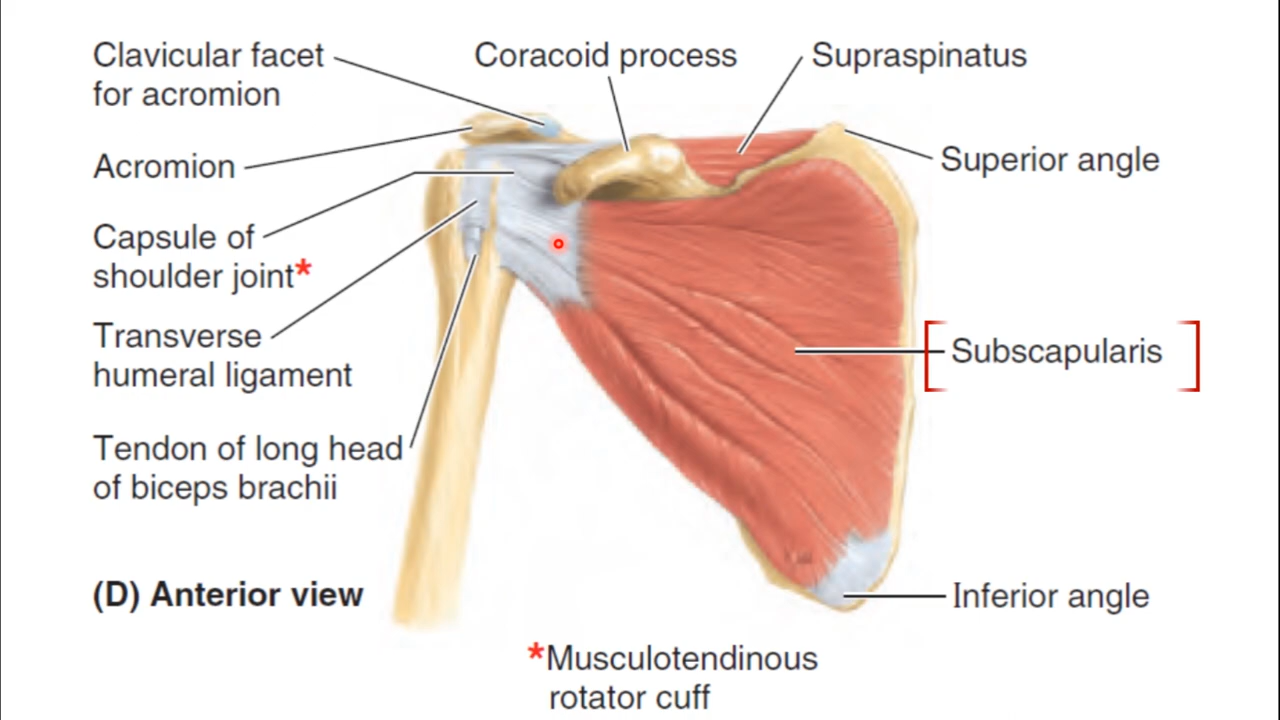 Clavicular facet
for acromion
Coracoid process
Supraspinatus
Acromion
Superior angle
Capsule of
shoulder joint*
Transverse
humeral ligament
Subscapularis
Tendon of long head
of biceps brachii
(D) Anterior view
Inferior angle
*Musculotendinous
rotator cuff